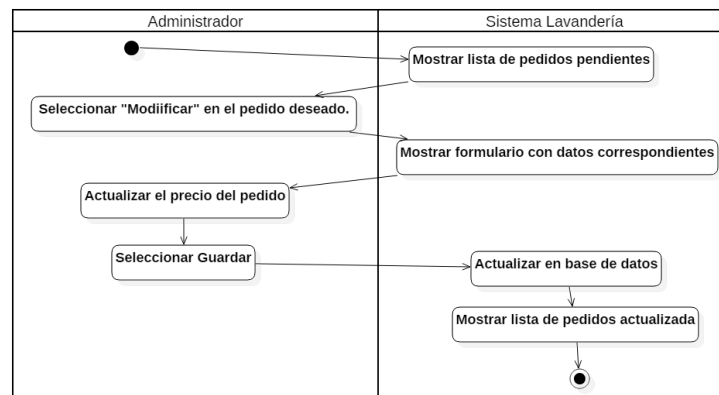 Administrador
Sistema Lavandería
Mostrar lista de pedidos pendientes
Seleccionar "Modiificar" en el pedido deseado.
Mostrar formulario con datos correspondientes
Actualizar el precio del pedido
Seleccionar Guardar
Actualizar en base de datos
Mostrar lista de pedidos actualizada